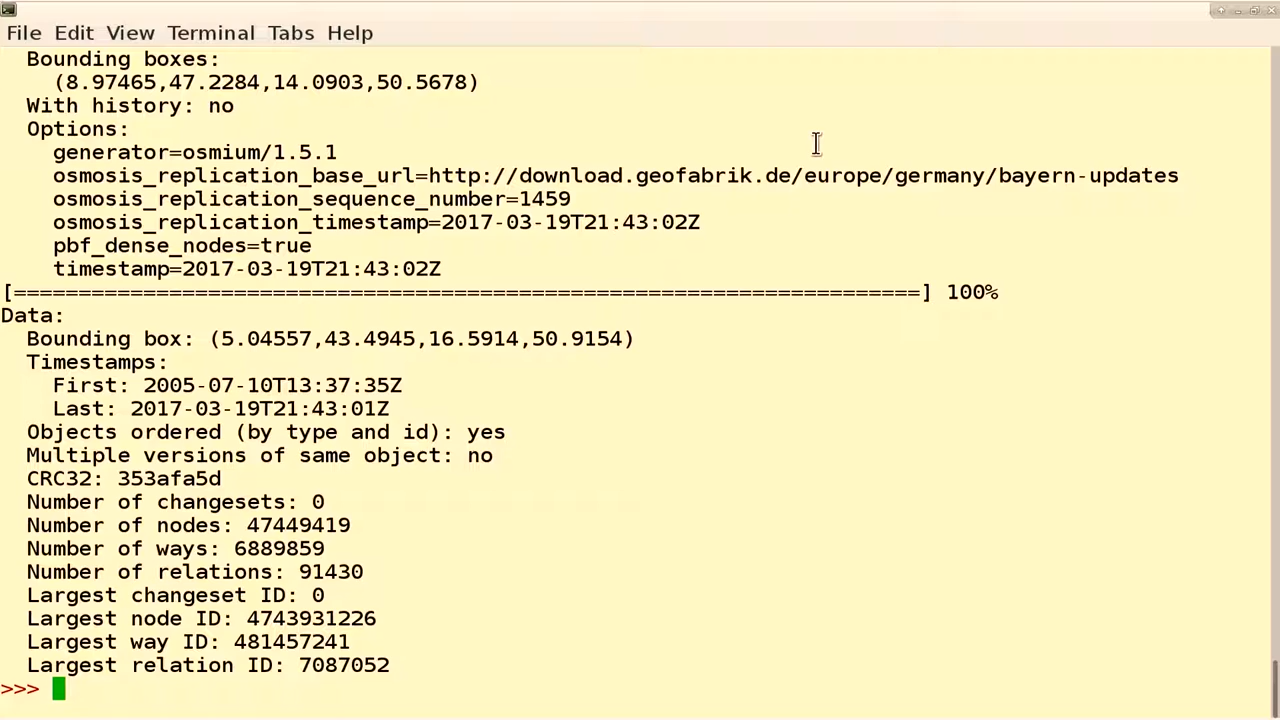 File Edit View Terminal Tabs Help
Bounding boxes:
(8.97465,47.2284,14.0903,50.5678)
With history: no
Options:
generator=osmium/1.5.1
osmosis_replication_base_url=http://download.geofabrik.de/europe/germany/bayern-updates
osmosis_replication_sequence_number=1459
osmosis_replication_timestamp=2017-03-19T21:43:02Z
pbf_dense_nodes=true
timestamp=2017-03-19T21:43:02Z
[======================================================================] 100%
Data:
Bounding box: (5.04557,43.4945,16.5914,50.9154)
Timestamps:
First: 2005-07-10T13:37:35Z
Last: 2017-03-19T21:43:01Z
Objects ordered (by type and id): yes
Multiple versions of same object: no
CRC32: 353afa5d
Number of changesets: 0
Number of nodes: 47449419
Number of ways: 6889859
Number of relations: 91430
Largest changeset ID: 0
Largest node ID: 4743931226
Largest way ID: 481457241
Largest relation ID: 7087052
>>>